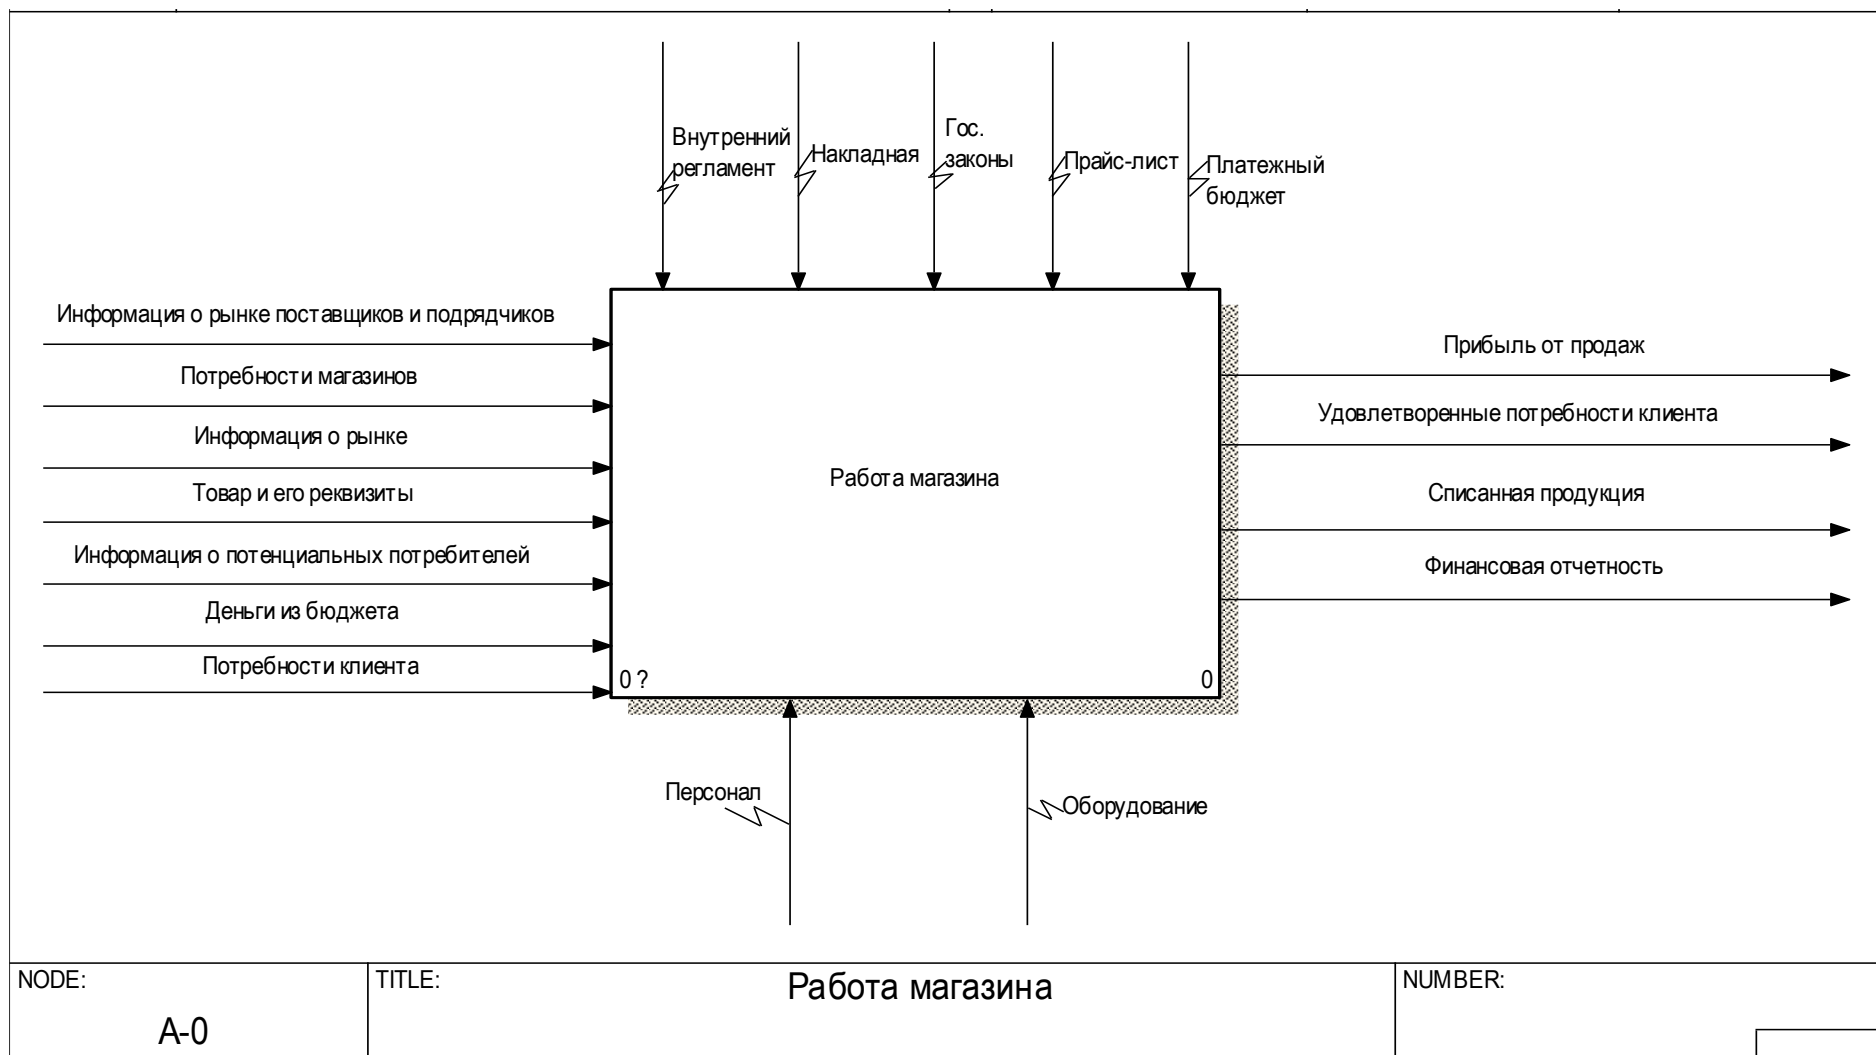 Внутренний
регламент
Накладная
Гос.
законы
Прайс-лист
Платежный
бюджет
Информация о рынке поставщиков и подрядчиков
Потребности магазинов
Информация о рынке
Товар и его реквизиты
Информация о потенциальных потребителей
Деньги из бюджета
Потребности клиента
Работа магазина
0 ?
0
Прибыль от продаж
Удовлетворенные потребности клиента
Списанная продукция
Финансовая отчетность
Персонал
Оборудование
NODE:
A-0
TITLE:
Работа магазина
NUMBER: